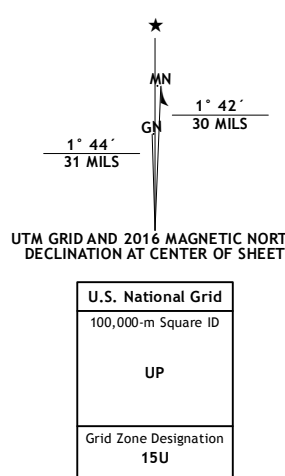 ★
MN
1° 42´
GN
30 MILS
1° 44´
31 MILS
UTM GRID AND 2016 MAGNETIC NORT
DECLINATION AT CENTER OF SHEET
U.S. National Grid
100,000-m Square ID
UP
Grid Zone Designation
15U